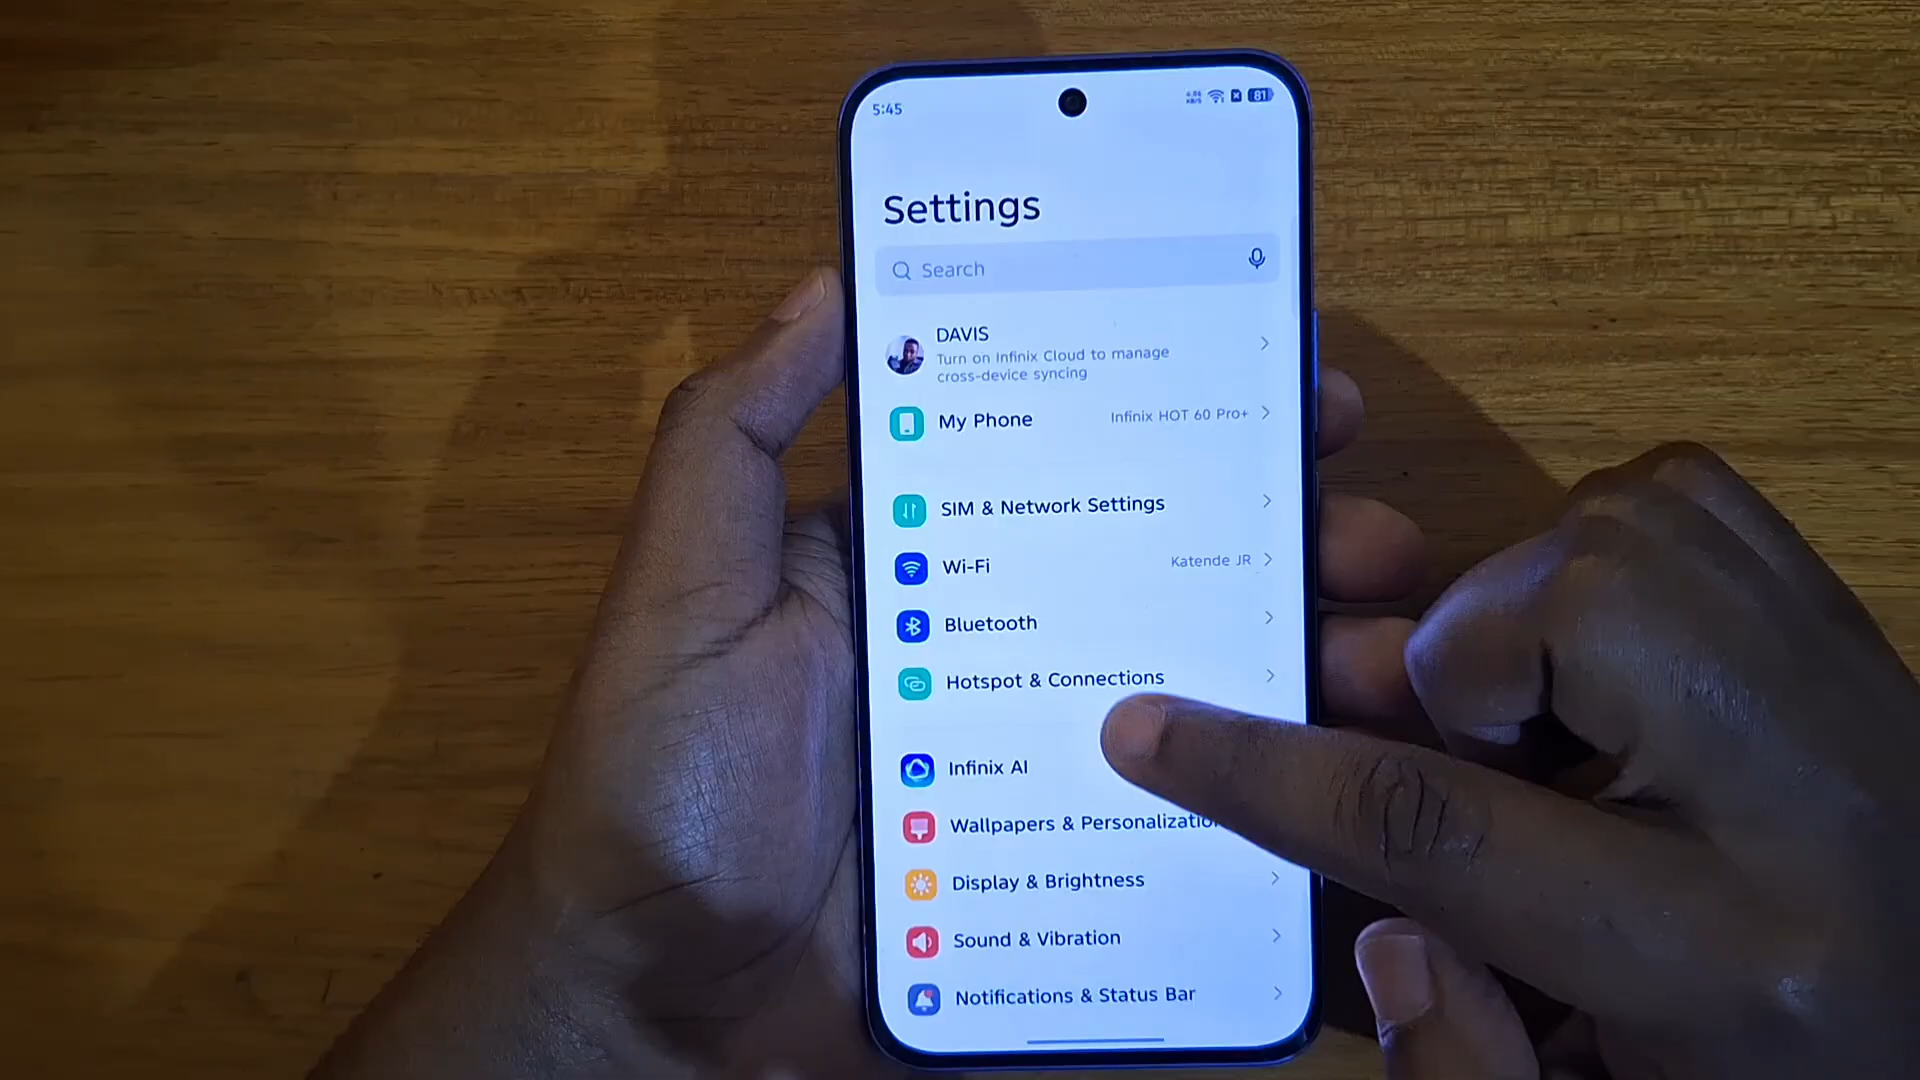 5:45
81
Settings
Search
DAVIS
Turn on Infinix Cloud to manage
cross-device syncing
My Phone Infinix HOT 60 Pro+
SIM & Network Settings
Wi-Fi Katende JR
Bluetooth
Hotspot & Connections
Infinix AI
Wallpapers & Personalization
Display & Brightness
Sound & Vibration
Notifications & Status Bar